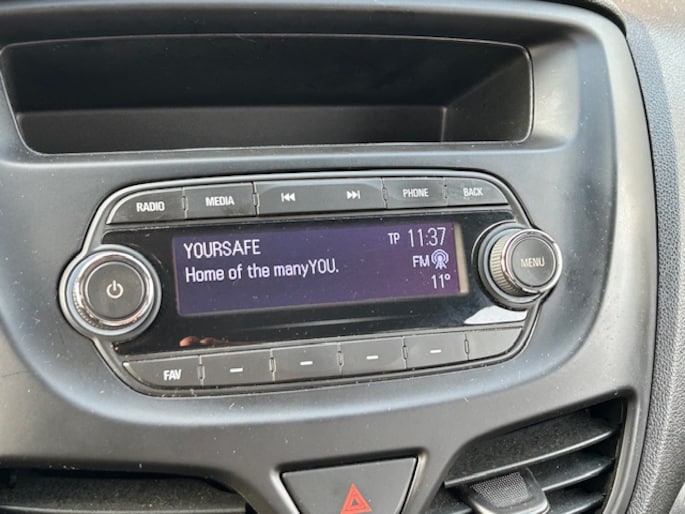 RADIO MEDIA PHONE BACK
YOURSAFE TP 11:37
Home of the manyYOU. FM
11°
MENU
FAV